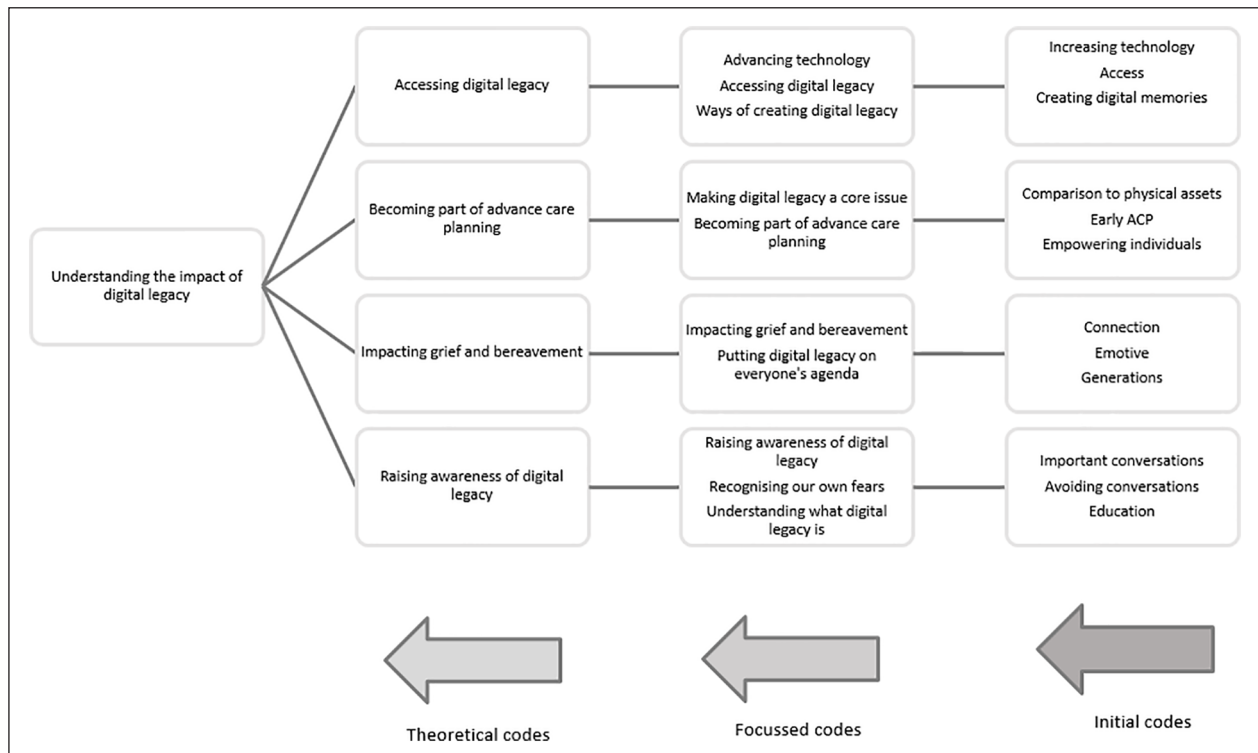 Understanding the impact of
digital legacy
Accessing digital legacy
Advancing technology
Accessing digital legacy
Ways of creating digital legacy
Increasing technology
Access
Creating digital memories
Becoming part of advance care
planning
Making digital legacy a core issue
Becoming part of advance care
planning
Comparison to physical assets
Early ACP
Empowering individuals
Impacting grief and bereavement
Impacting grief and bereavement
Putting digital legacy on
everyone's agenda
Connection
Emotive
Generations
Raising awareness of digital
legacy
Raising awareness of digital
legacy
Recognising our own fears
Understanding what digital
legacy is
Important conversations
Avoiding conversations
Education
Theoretical codes
Focussed codes
Initial codes